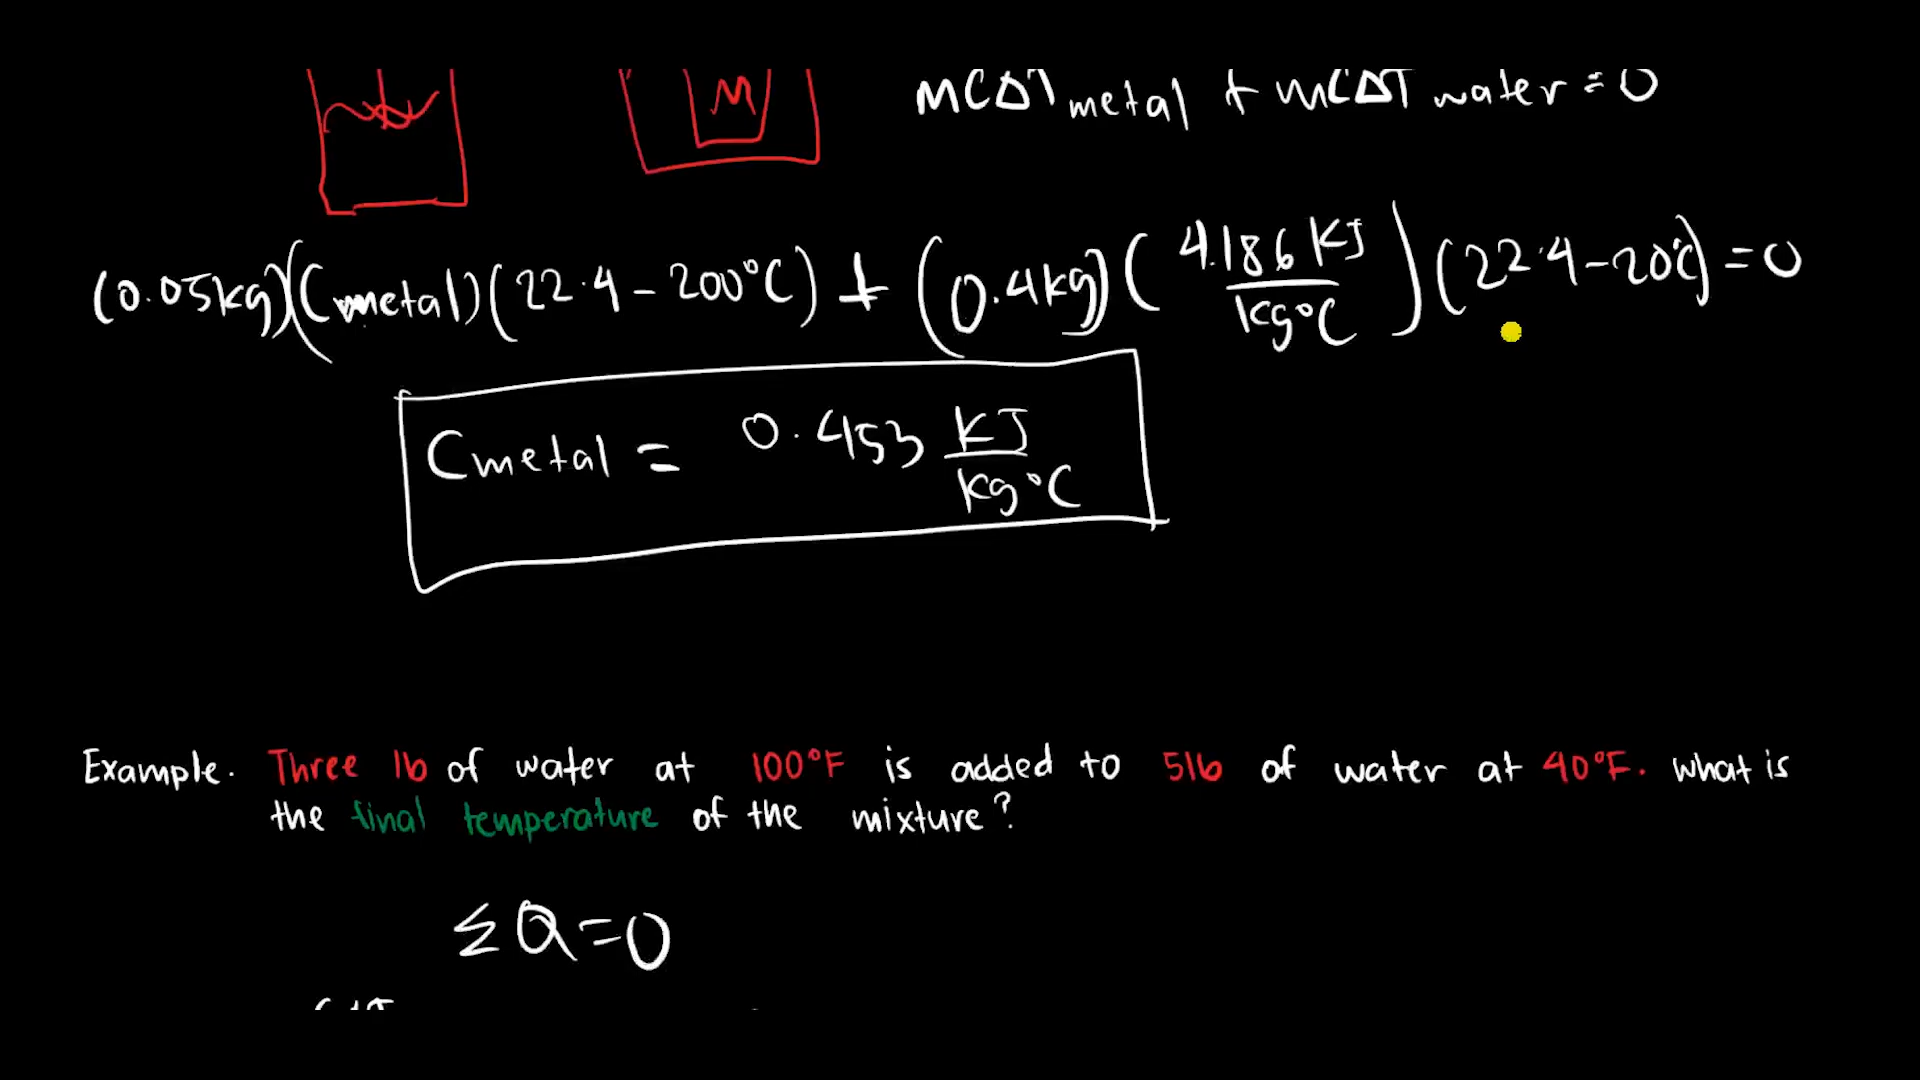 M
mCΔT metal + mCΔT water = 0
(0.05kg)(Cmetal)(22.4 - 200°C) + (0.4kg)(4.186 KJ/kg°C)(22.4-20°C) = 0
Cmetal = 0.453 KJ/kg°C
Example. Three lb of water at 100°F is added to 5lb of water at 40°F. What is
the final temperature of the mixture?
ΣQ=0